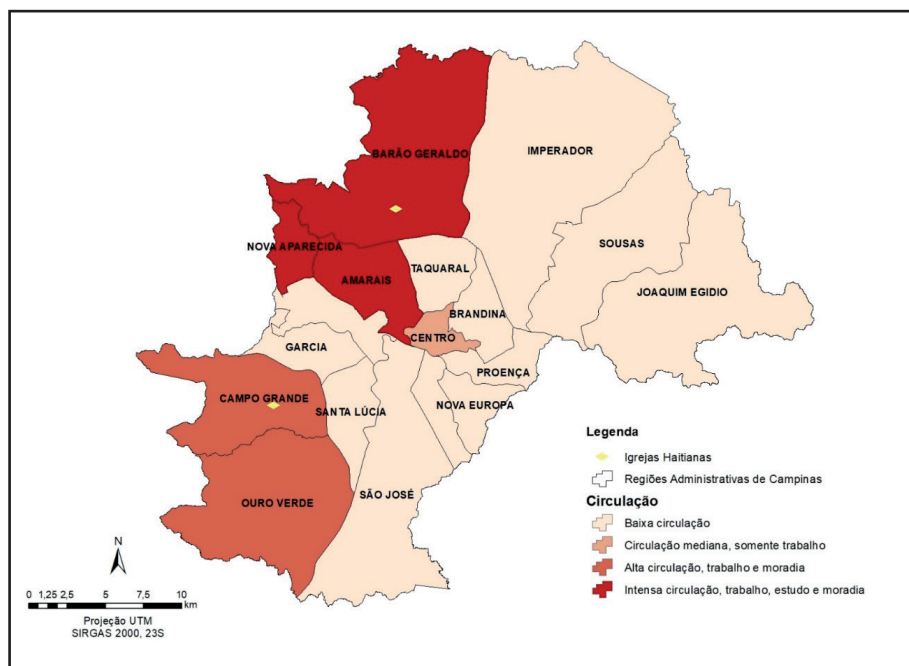 BARÃO GERALDO
IMPERADOR
NOVA APARECIDA
SOUSAS
TAQUARAL
AMARAIS
JOAQUIM EGIDIO
BRANDINA
CENTRO
GARCIA
PROENÇA
CAMPO GRANDE
SANTA LÚCIA
NOVA EUROPA
OURO VERDE
SÃO JOSÉ
Legenda
Igrejas Haitianas
Regiões Administrativas de Campinas
Circulação
Baixa circulação
Circulação mediana, somente trabalho
Alta circulação, trabalho e moradia
Intensa circulação, trabalho, estudo e moradia
N
0 1,25 2,5 5 7,5 10
km
Projeção UTM
SIRGAS 2000, 23S